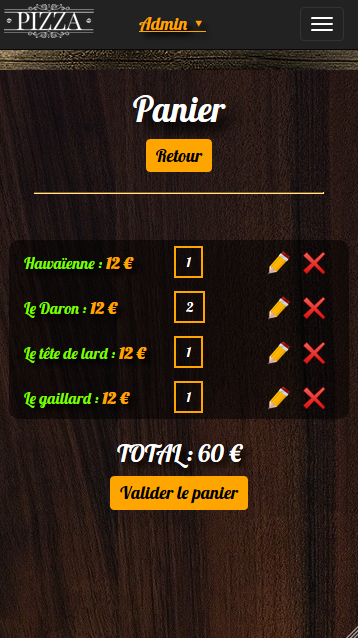 PIZZA
Admin ▼
Panier
Retour
Hawaïenne : 12 € 1
Le Daron : 12 € 2
Le tête de lard : 12 € 1
Le gaillard : 12 € 1
TOTAL : 60 €
Valider le panier